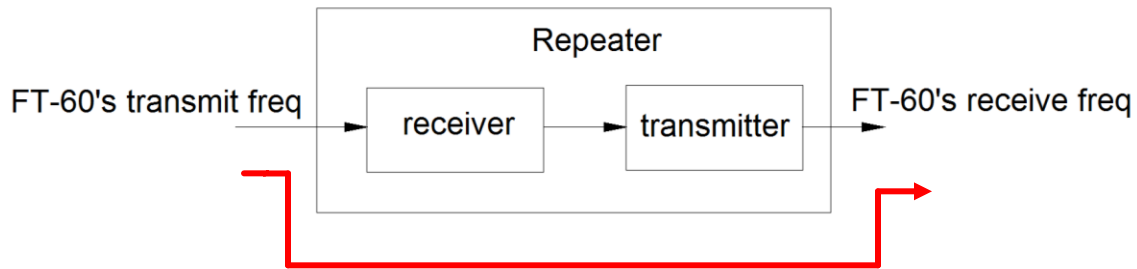 Repeater
FT-60's transmit freq
receiver
transmitter
FT-60's receive freq